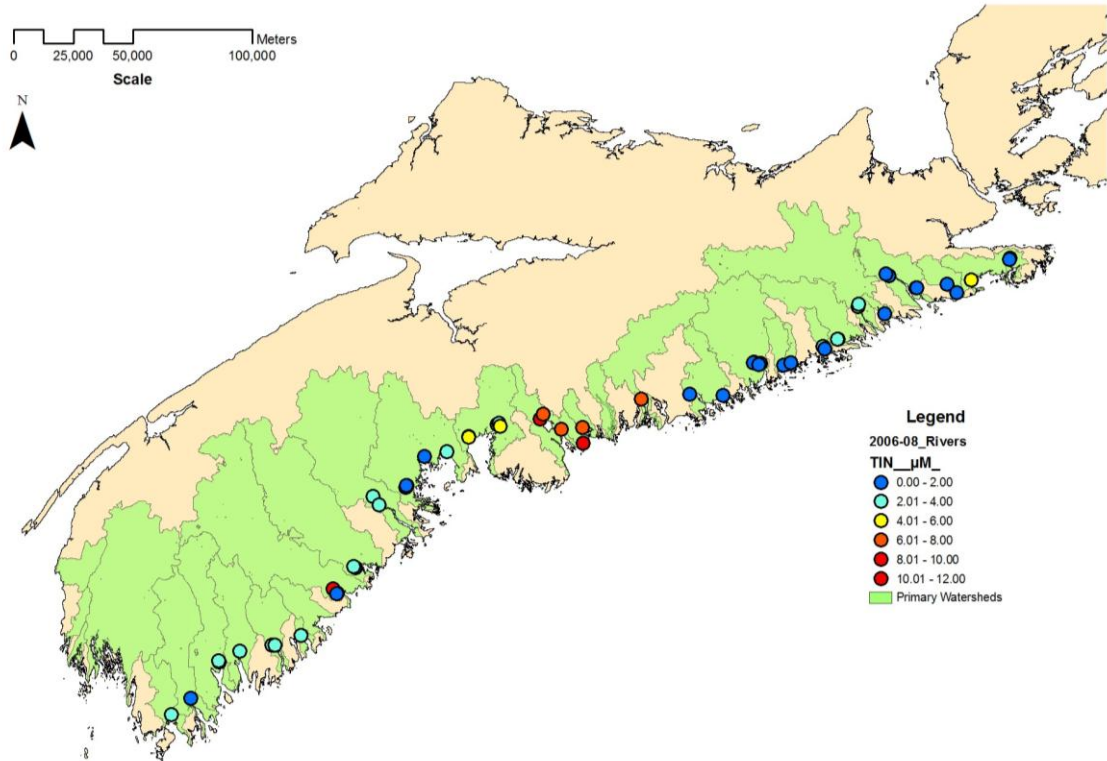 Meters
0 25,000 50,000 100,000
Scale
N
Legend
2006-08_Rivers
TIN__µM_
0.00 - 2.00
2.01 - 4.00
4.01 - 6.00
6.01 - 8.00
8.01 - 10.00
10.01 - 12.00
Primary Watersheds